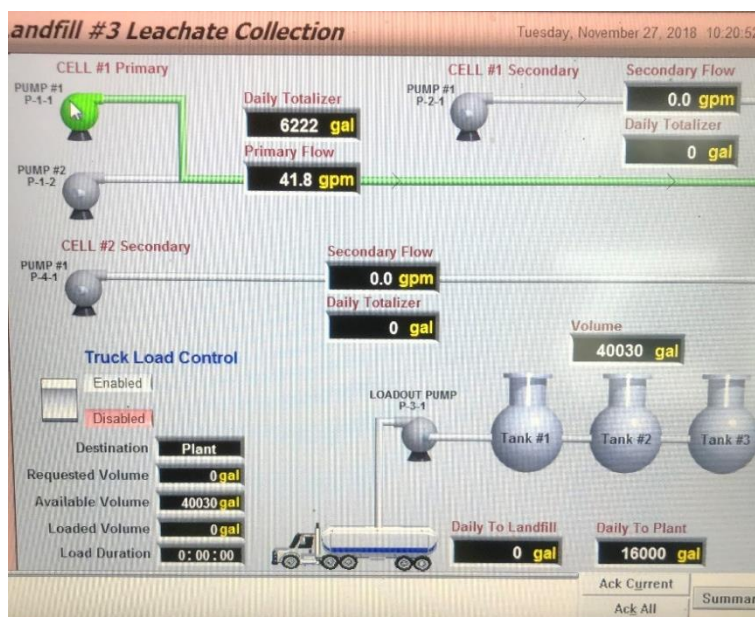 andfill #3 Leachate Collection
Tuesday, November 27, 2018 10:20:52
CELL #1 Primary
PUMP #1
P-1-1
Daily Totalizer
6222 gal
Primary Flow
41.8 gpm
PUMP #2
P-1-2
CELL #1 Secondary
PUMP #1
P-2-1
Secondary Flow
0.0 gpm
Daily Totalizer
0 gal
CELL #2 Secondary
PUMP #1
P-4-1
Secondary Flow
0.0 gpm
Daily Totalizer
0 gal
Volume
40030 gal
Truck Load Control
Enabled
Disabled
Destination Plant
Requested Volume 0 gal
Available Volume 40030 gal
Loaded Volume 0 gal
Load Duration 0:00:00
LOADOUT PUMP
P-3-1
Tank #1
Tank #2
Tank #3
Daily To Landfill
0 gal
Daily To Plant
16000 gal
Ack Current
Ack All
Summar